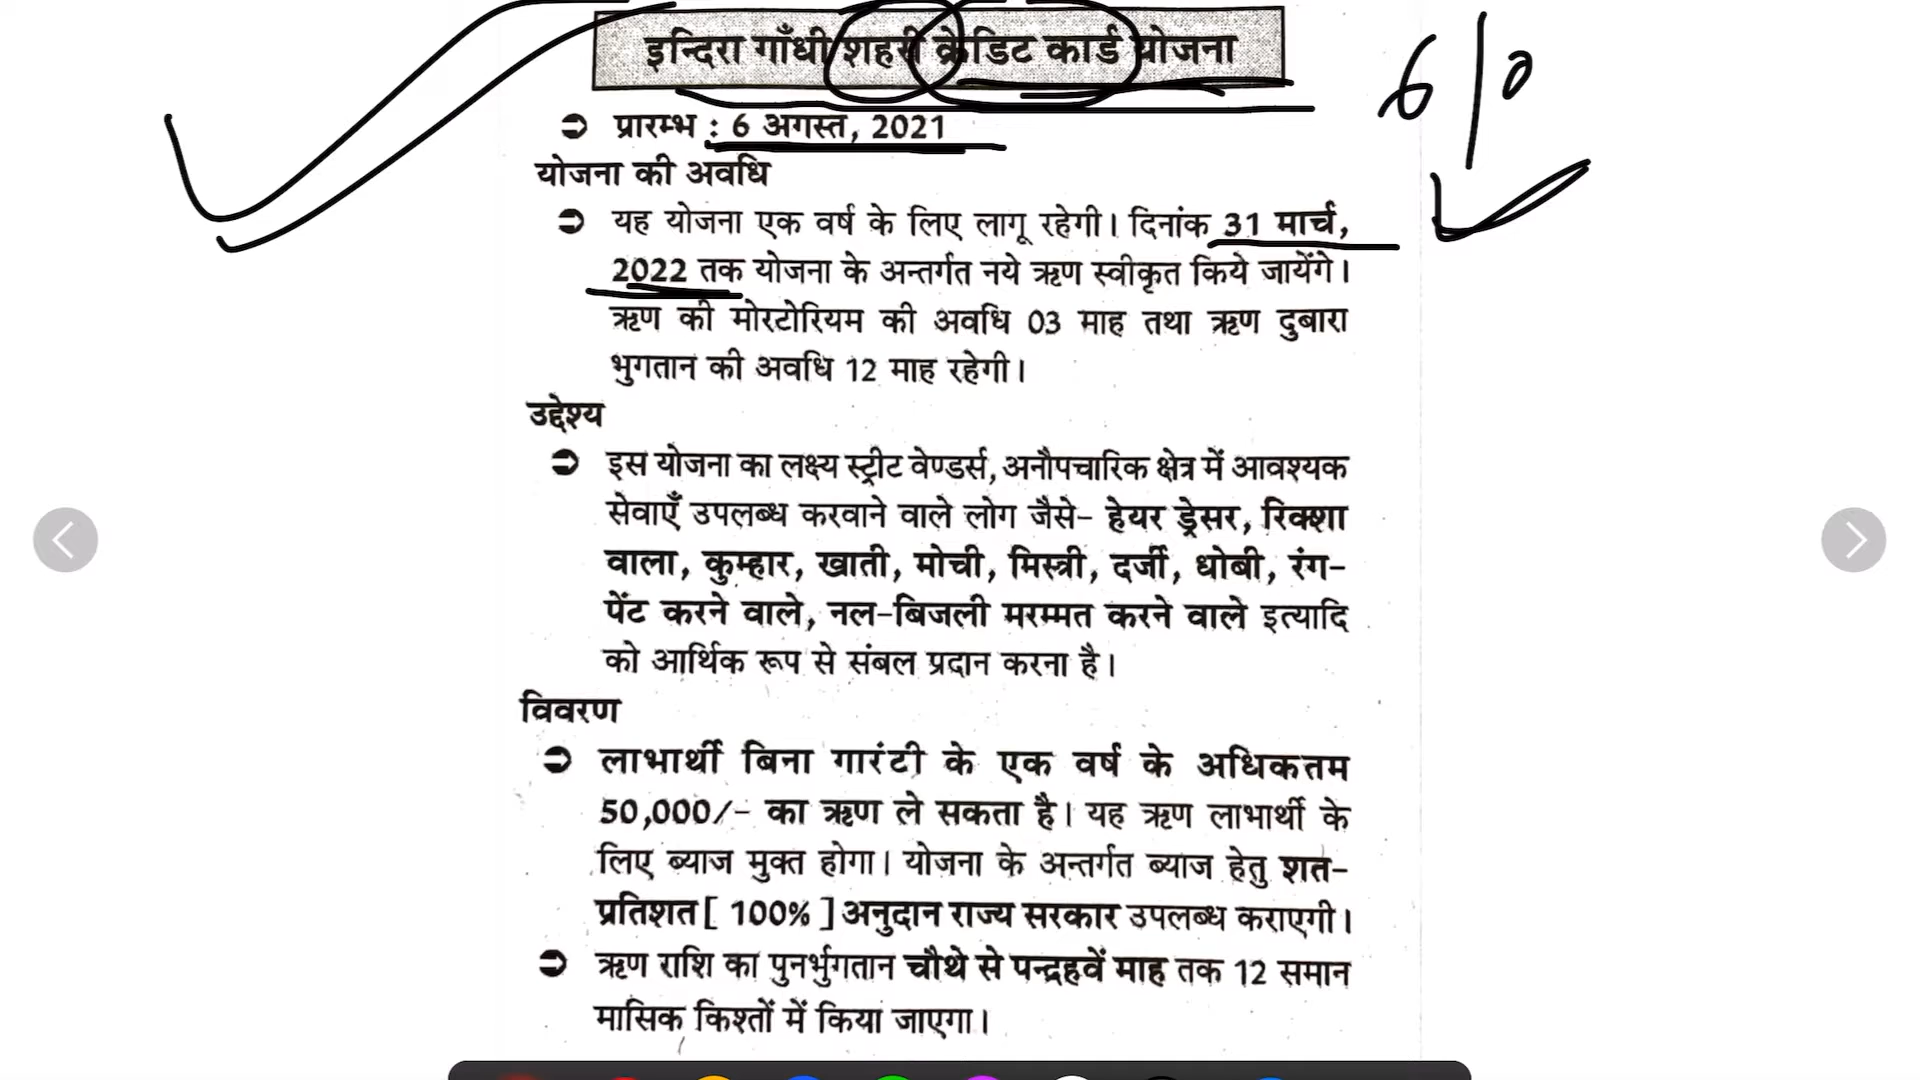 इन्दिरा गाँधी शहरी क्रेडिट कार्ड योजना
6/0
➲ प्रारम्भ : 6 अगस्त, 2021
योजना की अवधि
➲ यह योजना एक वर्ष के लिए लागू रहेगी। दिनांक 31 मार्च,
2022 तक योजना के अन्तर्गत नये ऋण स्वीकृत किये जायेंगे।
ऋण की मोरटोरियम की अवधि 03 माह तथा ऋण दुबारा
भुगतान की अवधि 12 माह रहेगी।
उद्देश्य
➲ इस योजना का लक्ष्य स्ट्रीट वेण्डर्स, अनौपचारिक क्षेत्र में आवश्यक
सेवाएँ उपलब्ध करवाने वाले लोग जैसे- हेयर ड्रेसर, रिक्शा
वाला, कुम्हार, खाती, मोची, मिस्त्री, दर्जी, धोबी, रंग-
पेंट करने वाले, नल-बिजली मरम्मत करने वाले इत्यादि
को आर्थिक रूप से संबल प्रदान करना है।
विवरण
➲ लाभार्थी बिना गारंटी के एक वर्ष के अधिकतम
50,000/- का ऋण ले सकता है। यह ऋण लाभार्थी के
लिए ब्याज मुक्त होगा। योजना के अन्तर्गत ब्याज हेतु शत-
प्रतिशत [ 100% ] अनुदान राज्य सरकार उपलब्ध कराएगी।
➲ ऋण राशि का पुनर्भुगतान चौथे से पन्द्रहवें माह तक 12 समान
मासिक किश्तों में किया जाएगा।